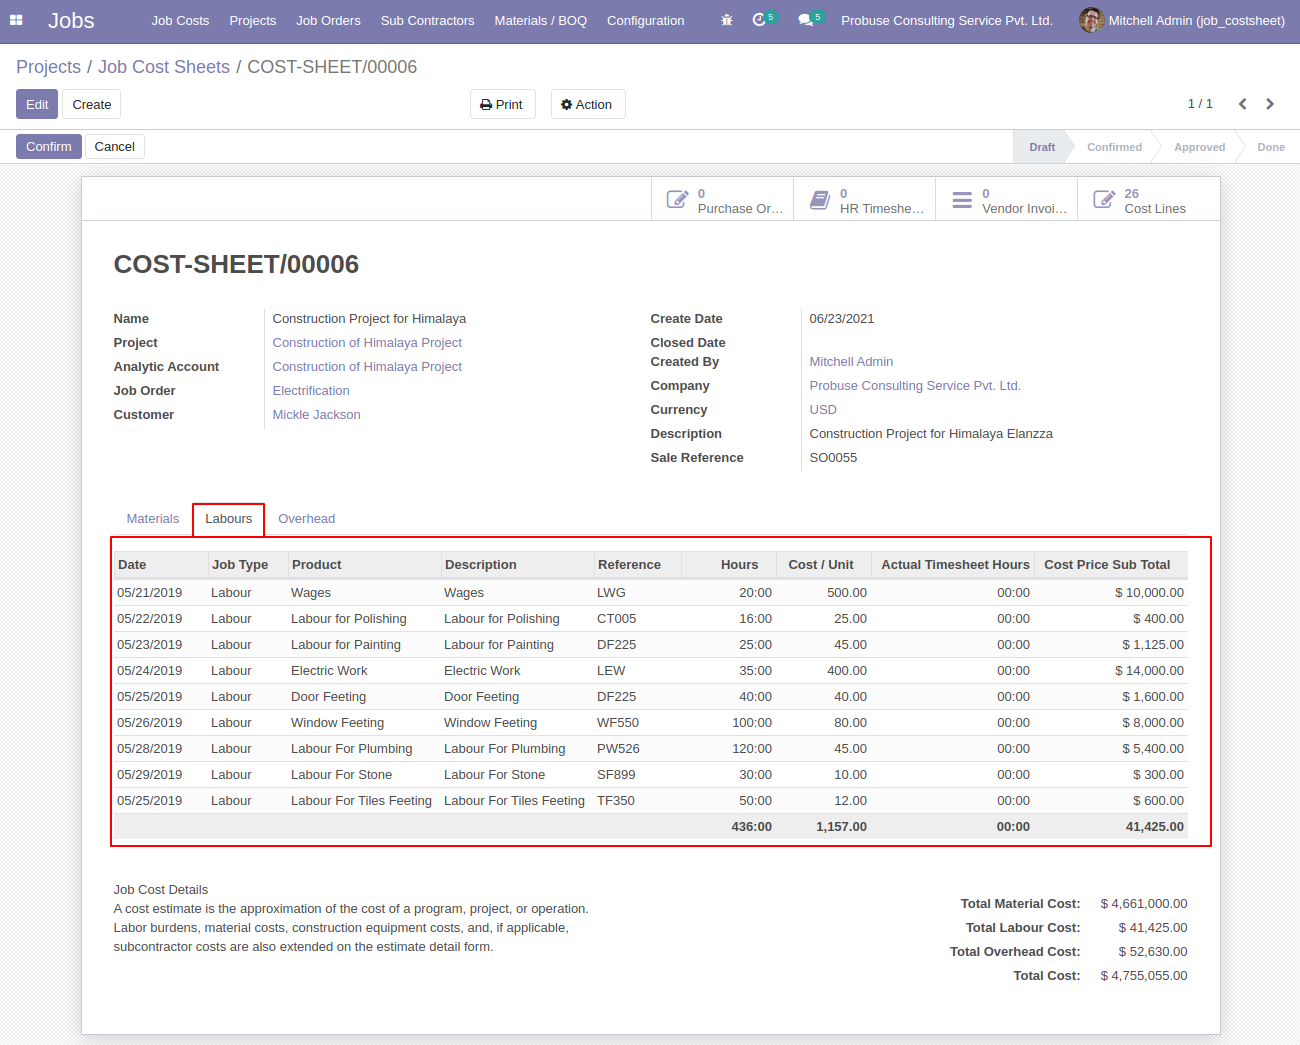 Jobs Job Costs Projects Job Orders Sub Contractors Materials / BOQ Configuration 5 5 Probuse Consulting Service Pvt. Ltd. Mitchell Admin (job_costsheet)
Projects / Job Cost Sheets / COST-SHEET/00006
Edit Create Print Action 1 / 1
Confirm Cancel Draft Confirmed Approved Done
0 Purchase Or... 0 HR Timeshe... 0 Vendor Invoi... 26 Cost Lines
COST-SHEET/00006
Name Construction Project for Himalaya
Project Construction of Himalaya Project
Analytic Account Construction of Himalaya Project
Job Order Electrification
Customer Mickle Jackson
Create Date 06/23/2021
Closed Date
Created By Mitchell Admin
Company Probuse Consulting Service Pvt. Ltd.
Currency USD
Description Construction Project for Himalaya Elanzza
Sale Reference SO0055
Materials Labours Overhead
Date Job Type Product Description Reference Hours Cost / Unit Actual Timesheet Hours Cost Price Sub Total
05/21/2019 Labour Wages Wages LWG 20:00 500.00 00:00 $ 10,000.00
05/22/2019 Labour Labour for Polishing Labour for Polishing CT005 16:00 25.00 00:00 $ 400.00
05/23/2019 Labour Labour for Painting Labour for Painting DF225 25:00 45.00 00:00 $ 1,125.00
05/24/2019 Labour Electric Work Electric Work LEW 35:00 400.00 00:00 $ 14,000.00
05/25/2019 Labour Door Feeting Door Feeting DF225 40:00 40.00 00:00 $ 1,600.00
05/26/2019 Labour Window Feeting Window Feeting WF550 100:00 80.00 00:00 $ 8,000.00
05/28/2019 Labour Labour For Plumbing Labour For Plumbing PW526 120:00 45.00 00:00 $ 5,400.00
05/29/2019 Labour Labour For Stone Labour For Stone SF899 30:00 10.00 00:00 $ 300.00
05/25/2019 Labour Labour For Tiles Feeting Labour For Tiles Feeting TF350 50:00 12.00 00:00 $ 600.00
436:00 1,157.00 00:00 41,425.00
Job Cost Details
A cost estimate is the approximation of the cost of a program, project, or operation.
Labor burdens, material costs, construction equipment costs, and, if applicable,
subcontractor costs are also extended on the estimate detail form.
Total Material Cost: $ 4,661,000.00
Total Labour Cost: $ 41,425.00
Total Overhead Cost: $ 52,630.00
Total Cost: $ 4,755,055.00